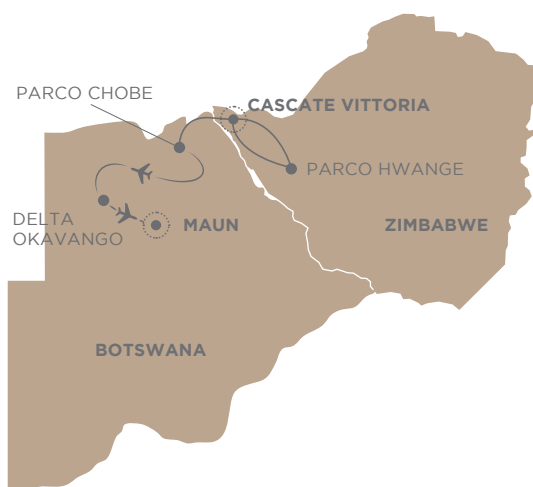 PARCO CHOBE
CASCATE VITTORIA
PARCO HWANGE
DELTA
OKAVANGO
MAUN
ZIMBABWE
BOTSWANA